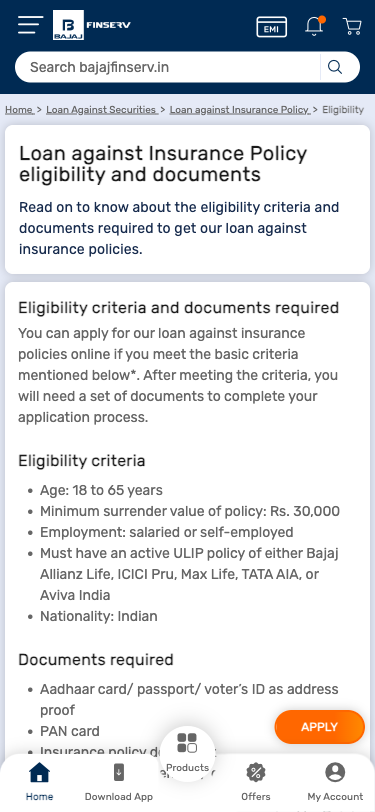 BAJAJ FINSERV
EMI
Search bajajfinserv.in
Home > Loan Against Securities > Loan against Insurance Policy > Eligibility
Loan against Insurance Policy
eligibility and documents
Read on to know about the eligibility criteria and
documents required to get our loan against
insurance policies.
Eligibility criteria and documents required
You can apply for our loan against insurance
policies online if you meet the basic criteria
mentioned below*. After meeting the criteria, you
will need a set of documents to complete your
application process.
Eligibility criteria
• Age: 18 to 65 years
• Minimum surrender value of policy: Rs. 30,000
• Employment: salaried or self-employed
• Must have an active ULIP policy of either Bajaj
Allianz Life, ICICI Pru, Max Life, TATA AIA, or
Aviva India
• Nationality: Indian
Documents required
• Aadhaar card/ passport/ voter's ID as address
proof
• PAN card
APPLY
• Insurance policy
Products
Home
Download App
Offers
My Account